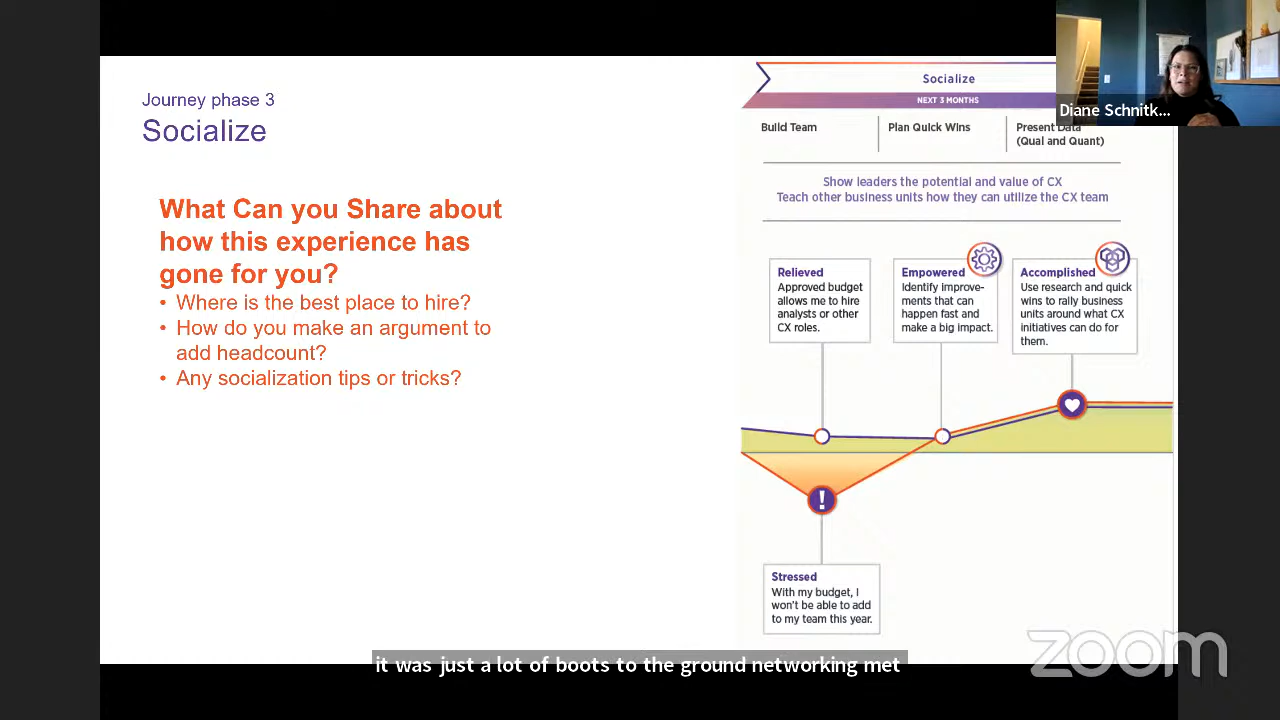 Journey phase 3
Socialize
What Can you Share about
how this experience has
gone for you?
• Where is the best place to hire?
• How do you make an argument to
add headcount?
• Any socialization tips or tricks?
Socialize
NEXT 3 MONTHS
Build Team
Plan Quick Wins
Present Data
(Qual and Quant)
Show leaders the potential and value of CX
Teach other business units how they can utilize the CX team
Relieved
Approved budget
allows me to hire
analysts or other
CX roles.
Empowered
Identify improve-
ments that can
happen fast and
make a big impact.
Accomplished
Use research and quick
wins to rally business
units around what CX
initiatives can do for
them.
!
Stressed
With my budget, I
won't be able to add
to my team this year.
Diane Schnitk...
it was just a lot of boots to the ground networking met
zoom